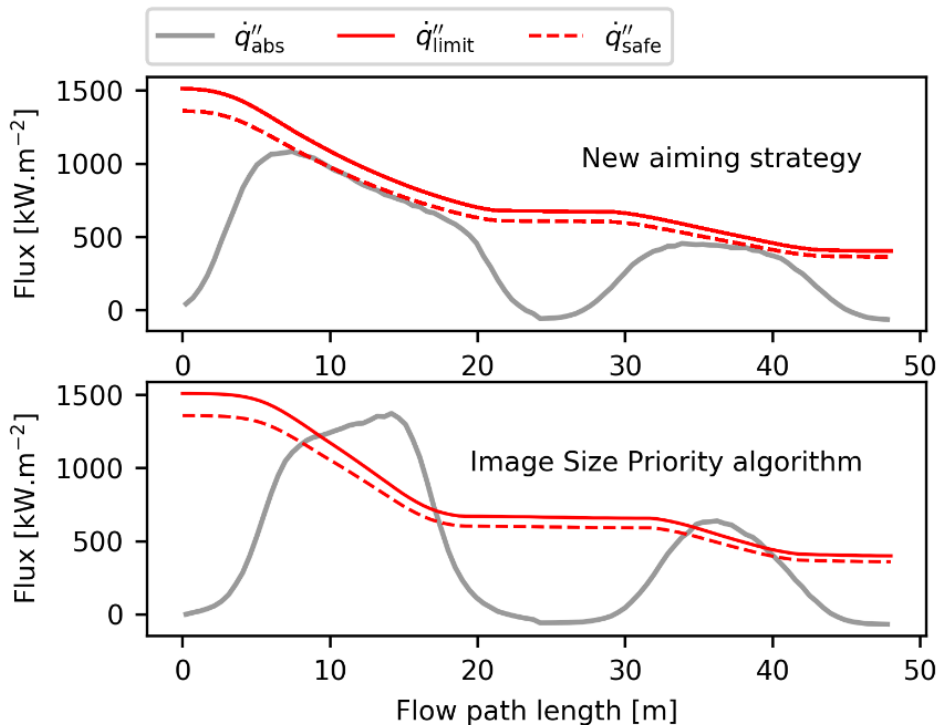 q̇″abs q̇″limit q̇″safe
1500
1000
500
0
Flux [kW.m−2]
New aiming strategy
0 10 20 30 40 50
1500
1000
500
0
Flux [kW.m−2]
Image Size Priority algorithm
0 10 20 30 40 50
Flow path length [m]